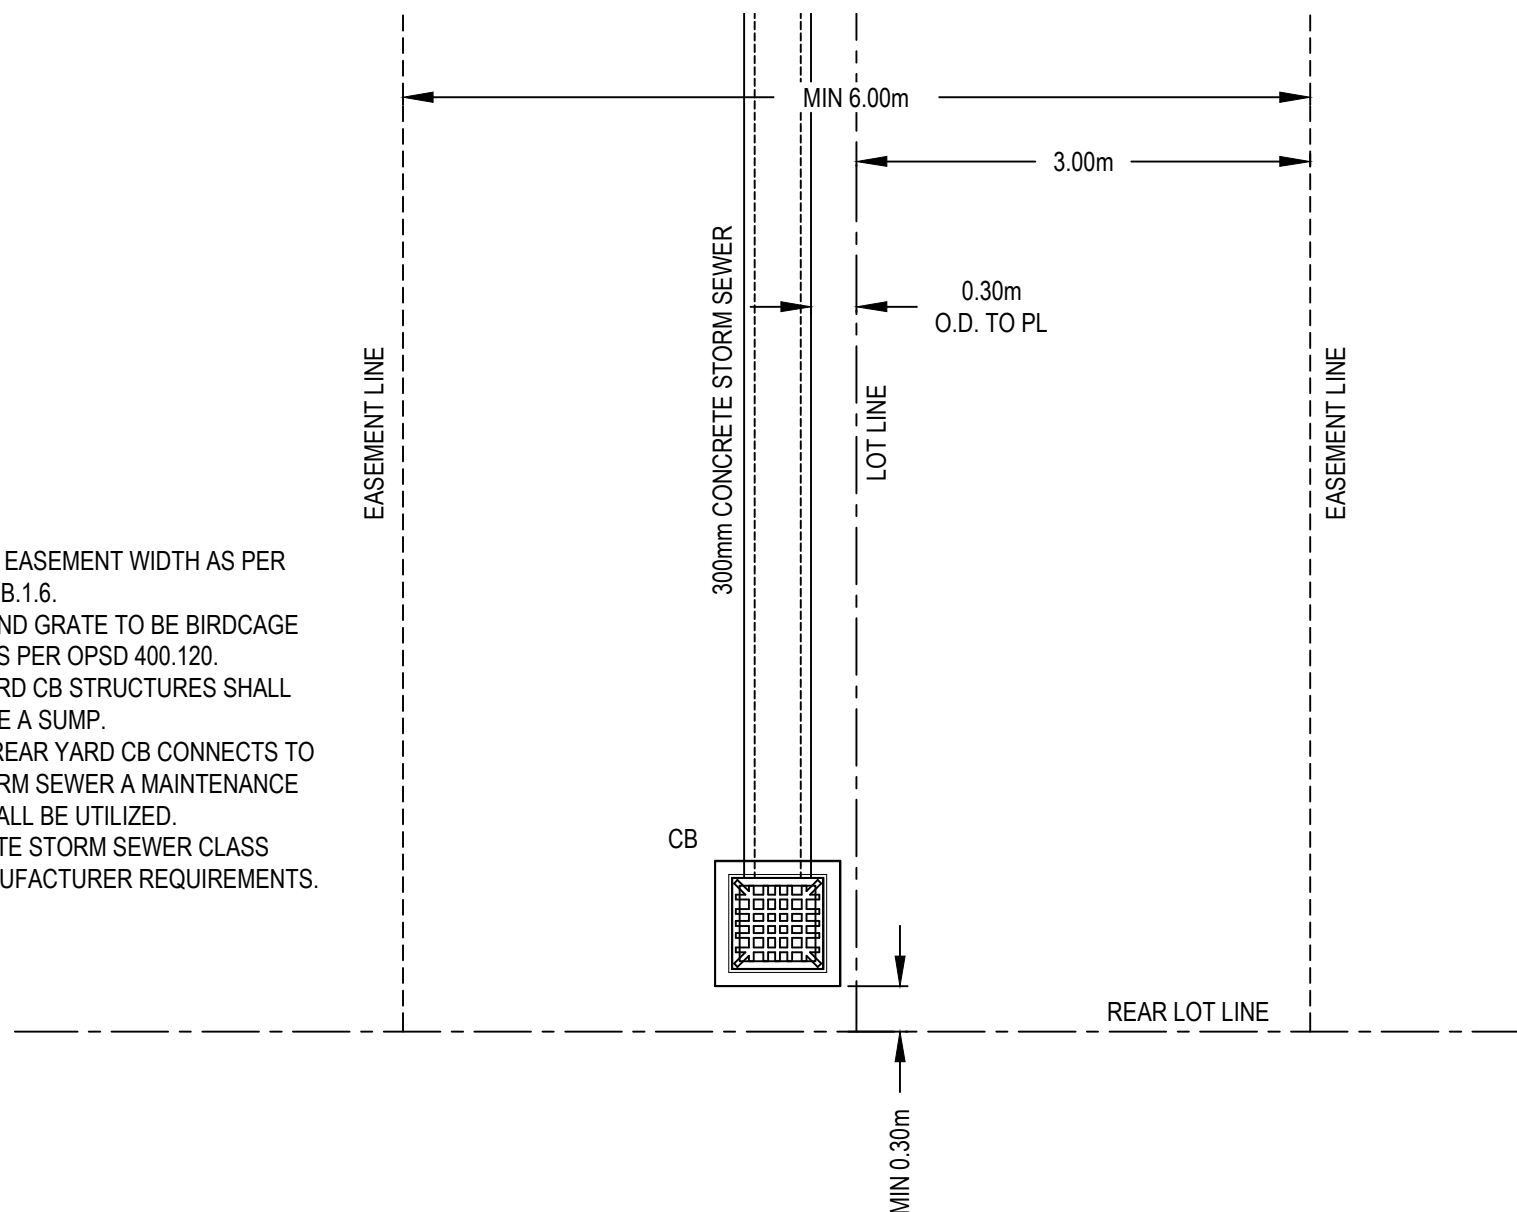 MIN 6.00m
3.00m
300mm CONCRETE STORM SEWER
0.30m
O.D. TO PL
EASEMENT LINE
LOT LINE
EASEMENT LINE
EASEMENT WIDTH AS PER
B.1.6.
ND GRATE TO BE BIRDCAGE
S PER OPSD 400.120.
RD CB STRUCTURES SHALL
E A SUMP.
REAR YARD CB CONNECTS TO
RM SEWER A MAINTENANCE
ALL BE UTILIZED.
TE STORM SEWER CLASS
UFACTURER REQUIREMENTS.
CB
REAR LOT LINE
MIN 0.30m